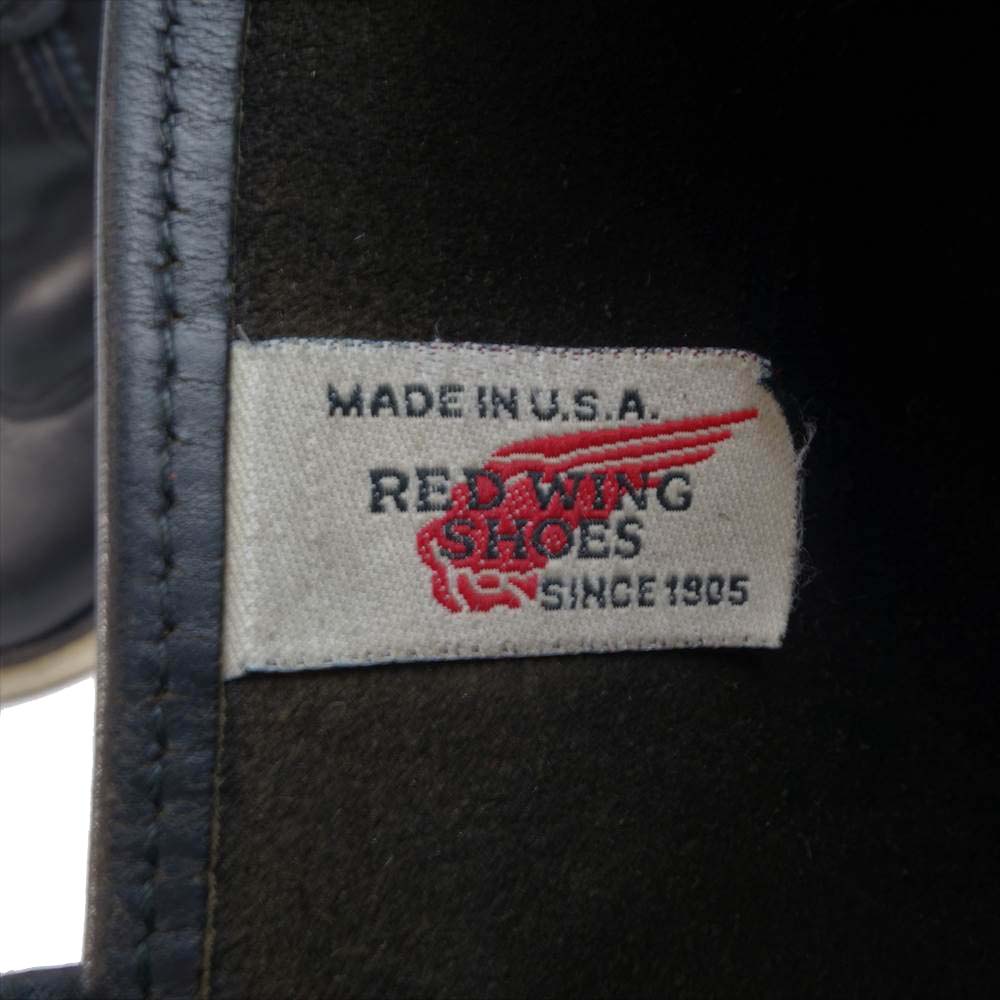 MADE IN U.S.A.
RED WING
SHOES
SINCE 1905